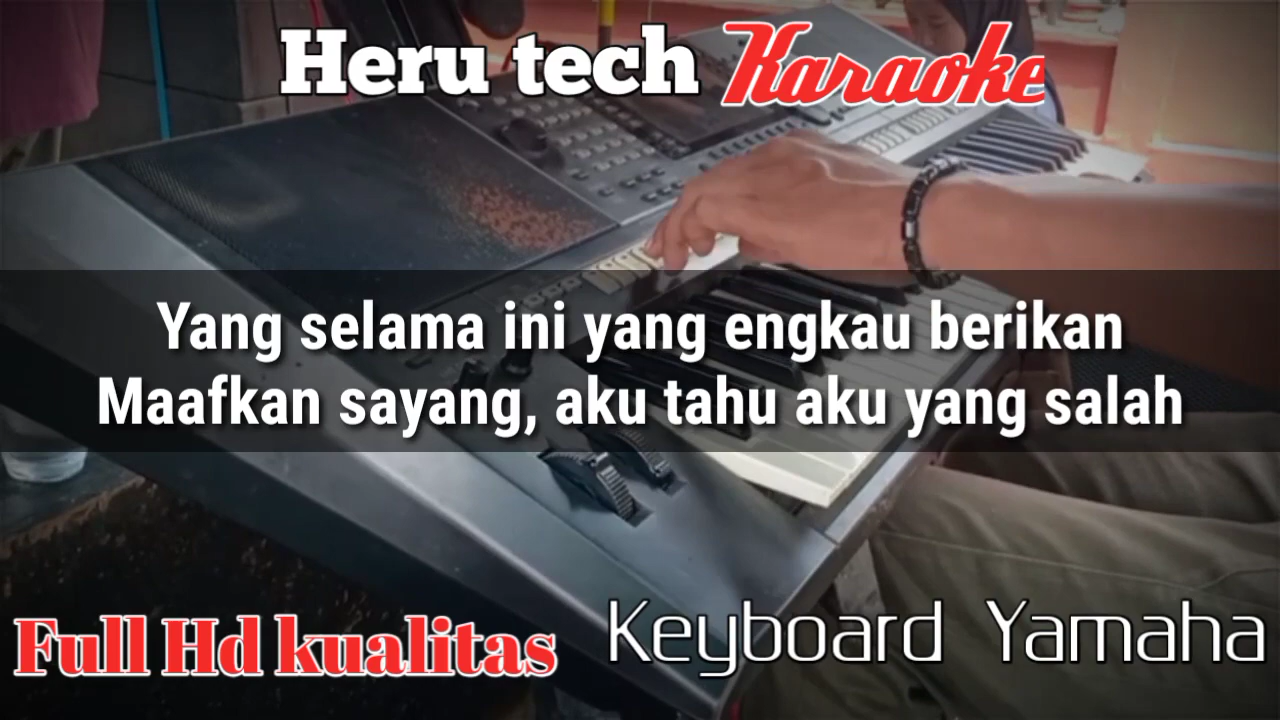 Heru tech Karaoke
Yang selama ini yang engkau berikan
Maafkan sayang, aku tahu aku yang salah
Full Hd kualitas
Keyboard Yamaha